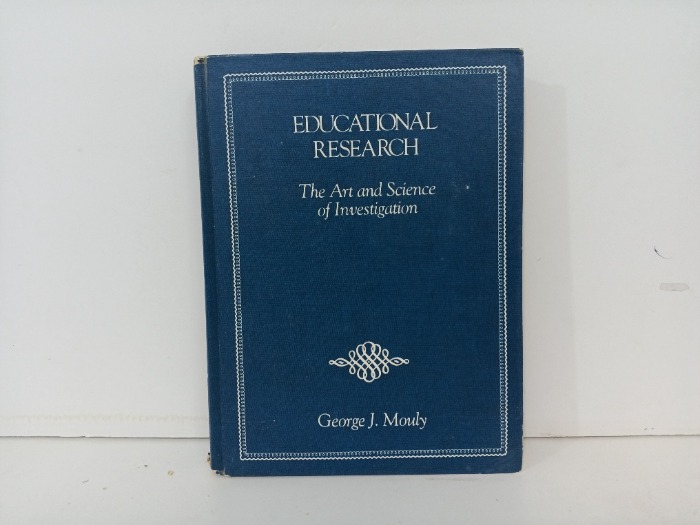 EDUCATIONAL
RESEARCH
The Art and Science
of Investigation
George J. Mouly